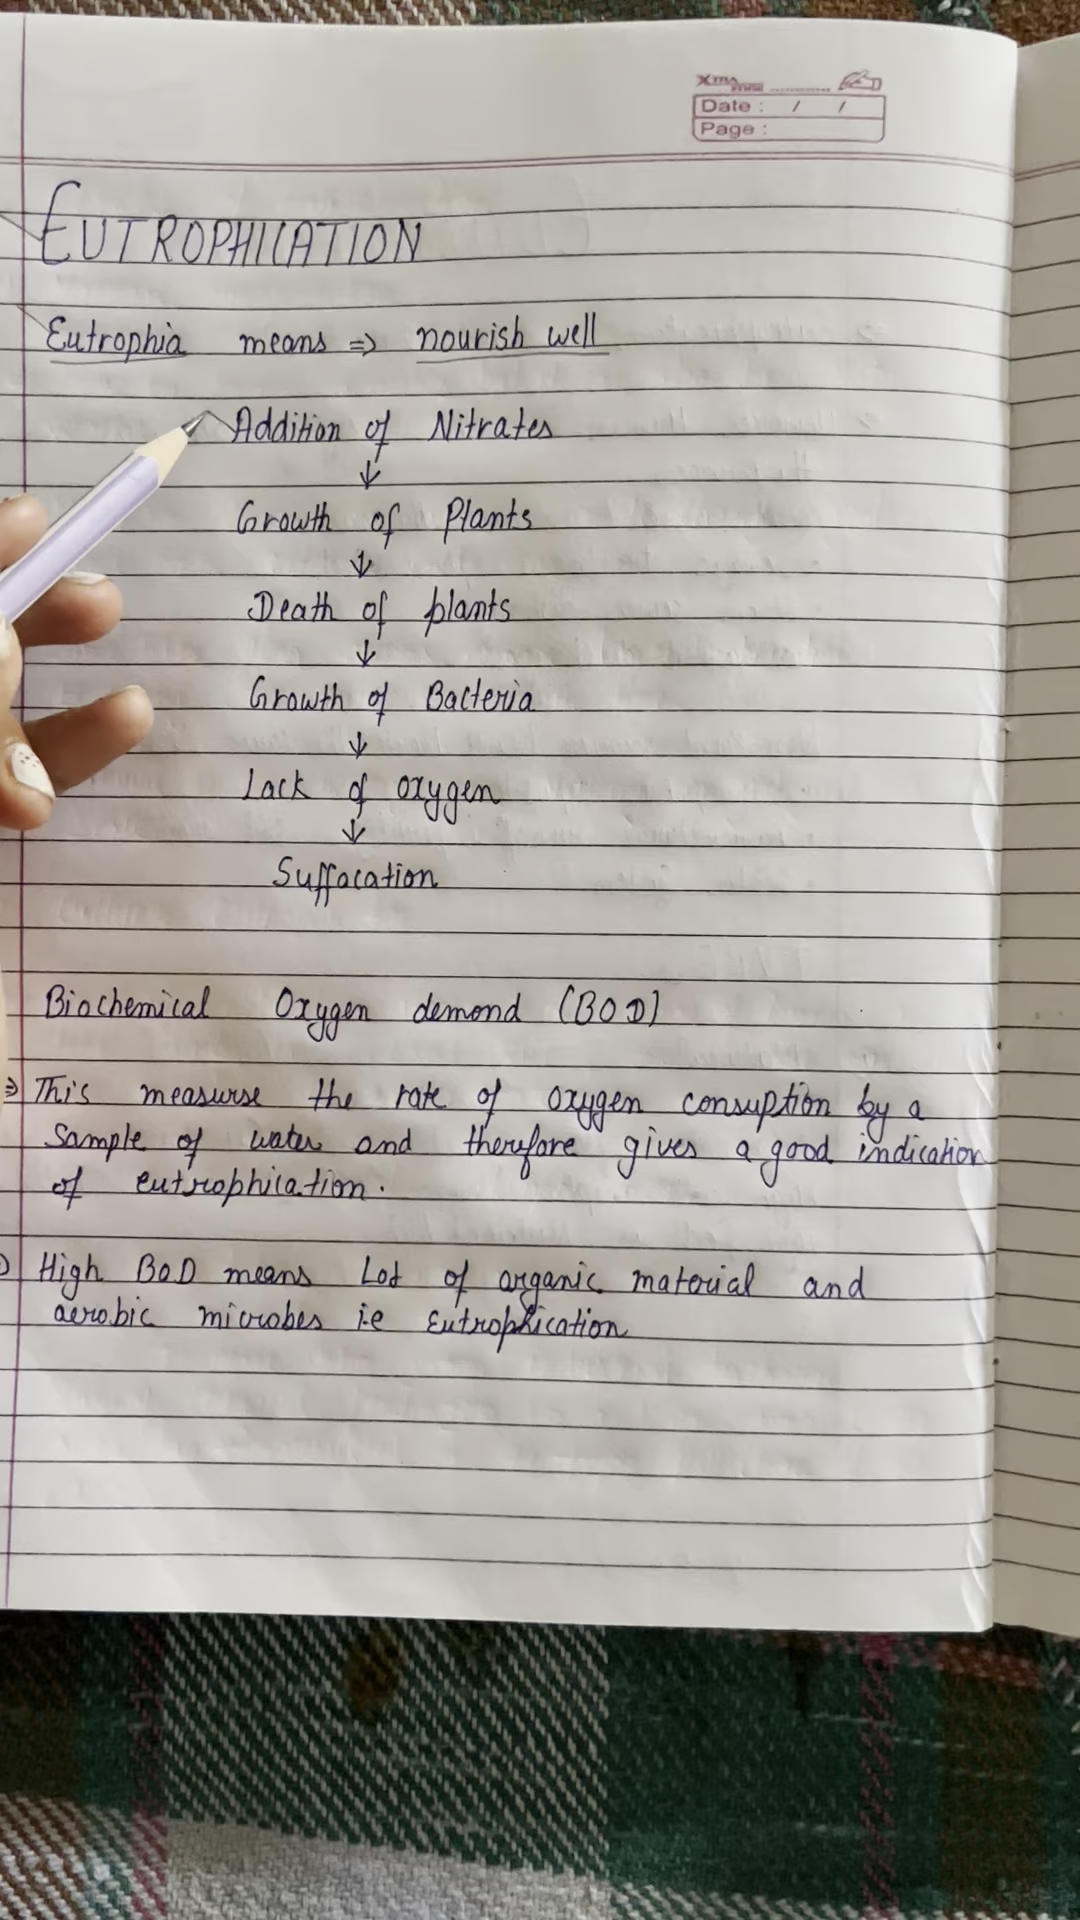 Date : / /
Page :
EUTROPHICATION
Eutrophia means ⇒ nourish well
Addition of Nitrates
↓
Growth of Plants
↓
Death of plants
↓
Growth of Bacteria
↓
Lack of oxygen
↓
Suffocation
Biochemical Oxygen demond (BOD)
⇒ This measurse the rate of oxygen consuption by a
sample of water and therefore gives a good indication
of eutrophication.
High BOD means Lot of organic material and
aerobic microbes i.e Eutrophication